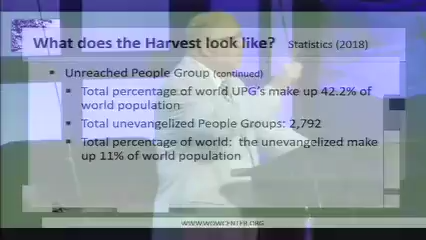 What does the Harvest look like? Statistics (2018)
Unreached People Group (continued)
Total percentage of world UPG's make up 42.2% of
world population
Total unevangelized People Groups: 2,792
Total percentage of world: the unevangelized make
up 11% of world population
WWW.WOWCENTER.ORG